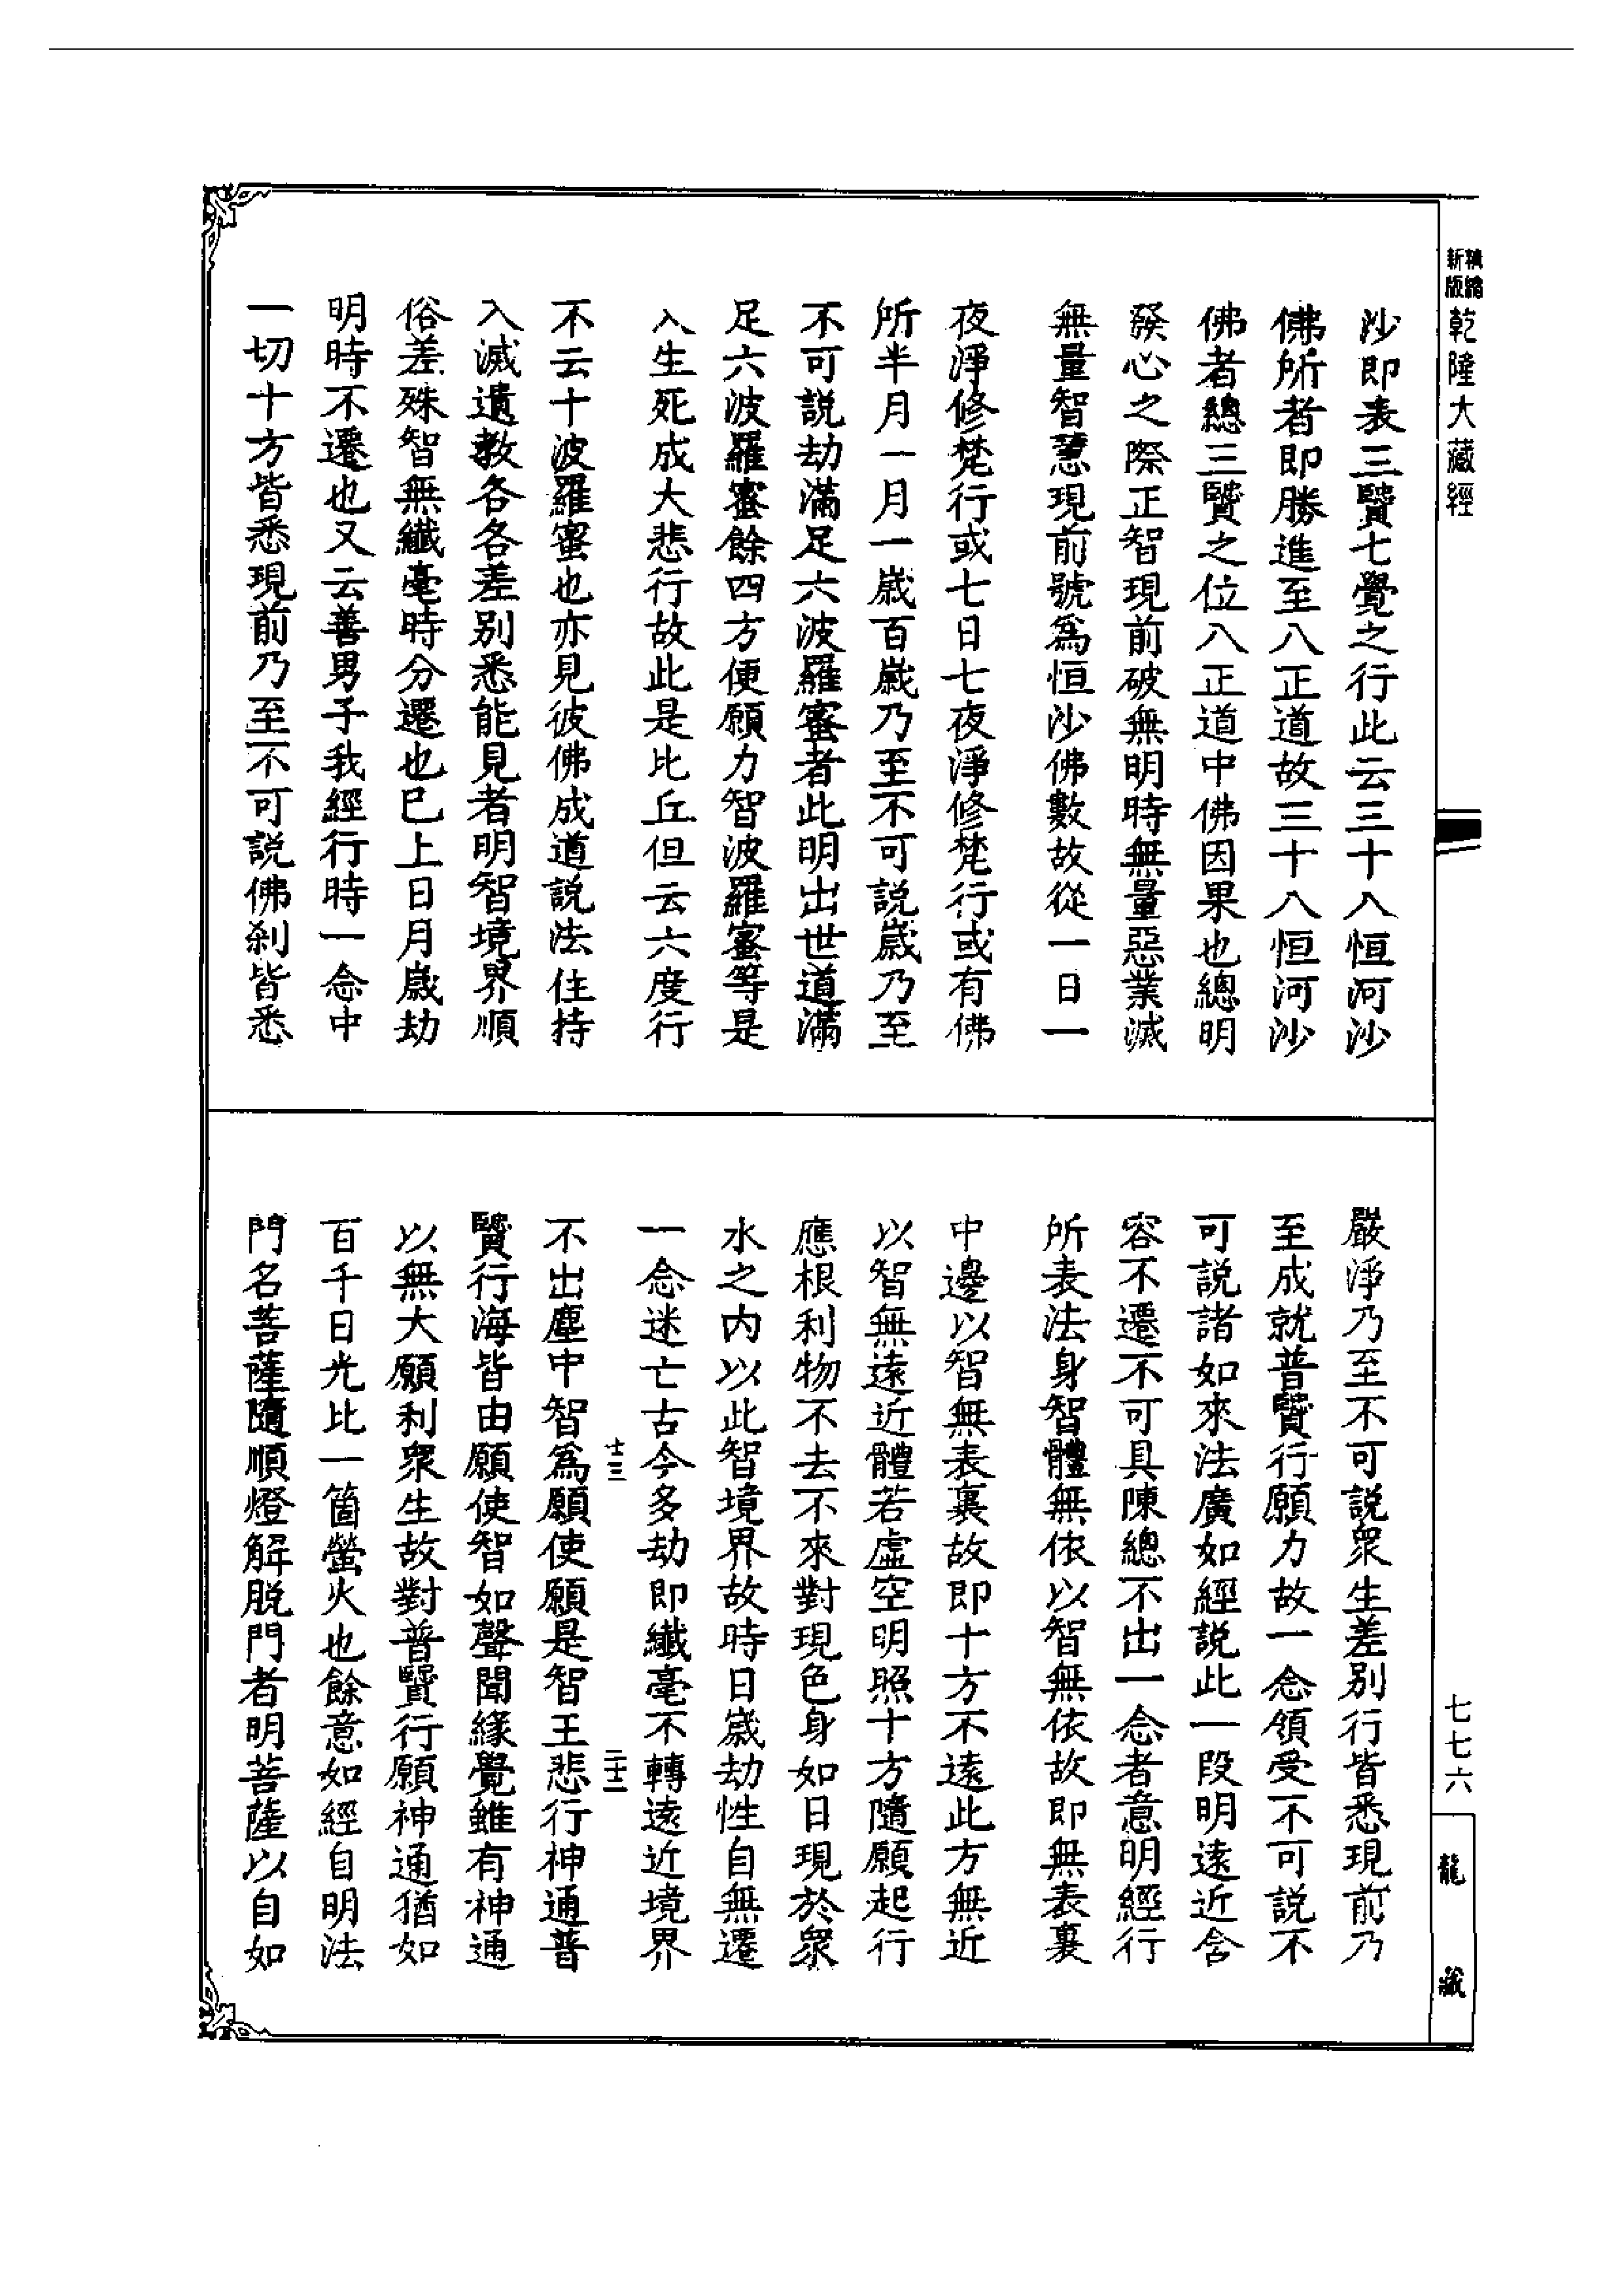 新版
精縮
乾隆大藏經
沙即表三賢七覺之行此云三十八恒河沙
佛所者即勝進至八正道故三十八恒河沙
佛者總三賢之位八正道中佛因果也總明
發心之際正智現前破無明時無量惡業滅
無量智慧現前號為恒沙佛數故從一日一
夜淨修梵行或七日七夜淨修梵行或有佛
所半月一月一歲百歲乃至不可說歲乃至
不可說劫滿足六波羅蜜者此明出世道滿
足六波羅蜜餘四方便願力智波羅蜜等是
入生死成大悲行故此是比丘但云六度行
不云十波羅蜜也亦見彼佛成道說法住持
入滅遺教各各差別悉能見者明智境界順
俗差殊智無纖毫時分遷也巳上日月歲劫
明時不遷也又云善男子我經行時一念中
一切十方皆悉現前乃至不可說佛刹皆悉
嚴淨乃至不可說眾生差別行皆悉現前乃
至成就普賢行願力故一念領受不可說不
可說諸如來法廣如經說此一段明遠近含
容不遷不可具陳總不出一念者意明經行
所表法身智體無依以智無依故即無表裏
中邊以智無表裏故即十方不遠此方無近
以智無遠近體若虛空明照十方隨願起行
應根利物不去不來對現色身如日現於眾
水之內以此智境界故時日歲劫性自無遷
一念迷亡古今多劫即纖毫不轉遠近境界
士三
二十二
不出塵中智為願使願是智王悲行神通普
賢行海皆由願使智如聲聞緣覺雖有神通
以無大願利眾生故對普賢行願神通猶如
百千日光比一箇螢火也餘意如經自明法
門名菩薩隨順燈解脫門者明菩薩以自如
七七六
龍藏